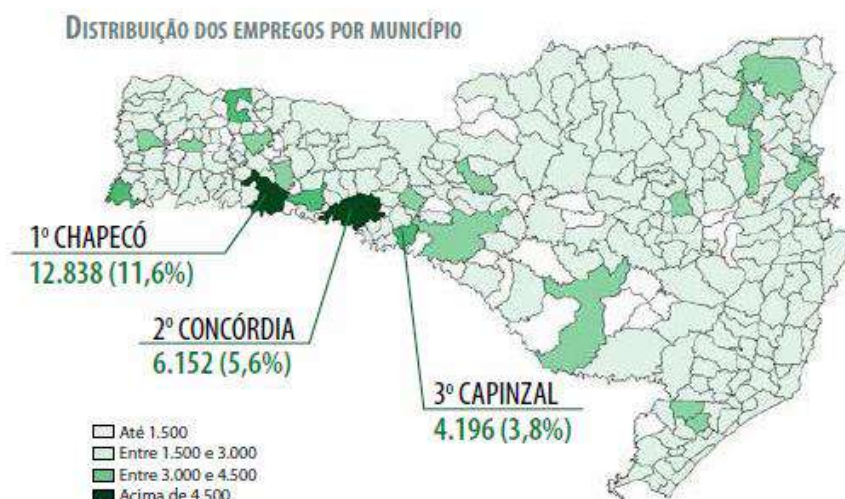 DISTRIBUIÇÃO DOS EMPREGOS POR MUNICÍPIO
1º CHAPECÓ
12.838 (11,6%)
2º CONCÓRDIA
6.152 (5,6%)
3º CAPINZAL
4.196 (3,8%)
Até 1.500
Entre 1.500 e 3.000
Entre 3.000 e 4.500
Acima de 4.500